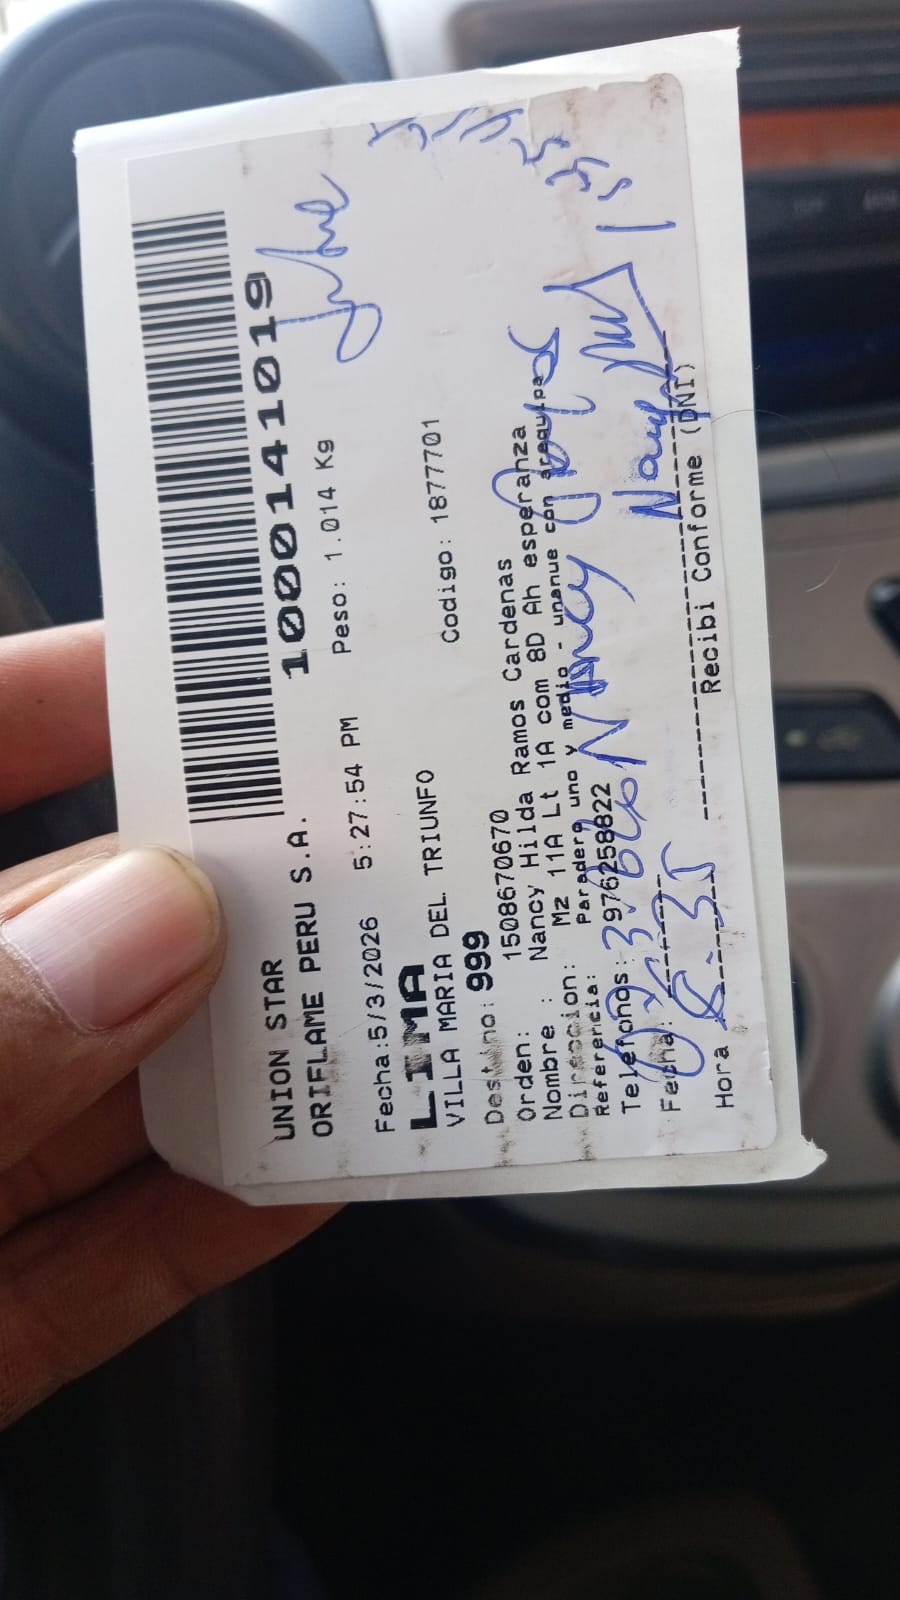 1000141019
UNION STAR
ORIFLAME PERU S.A.
Peso: 1.014 Kg
Fecha:5/3/2026 5:27:54 PM
LIMA
VILLA MARIA DEL TRIUNFO
Codigo: 1877701
Destino: 999
Orden: 1508670670
Nombre : Nancy Hilda Ramos Cardenas
Direccion: Mz 11A Lt 1A com 8D Ah esperanza
Referencia: Paradero uno y medio - unanue con arequipa
Telefonos: 976258822
Nancy
Fecha:
Hora
Recibi Conforme (DNI)